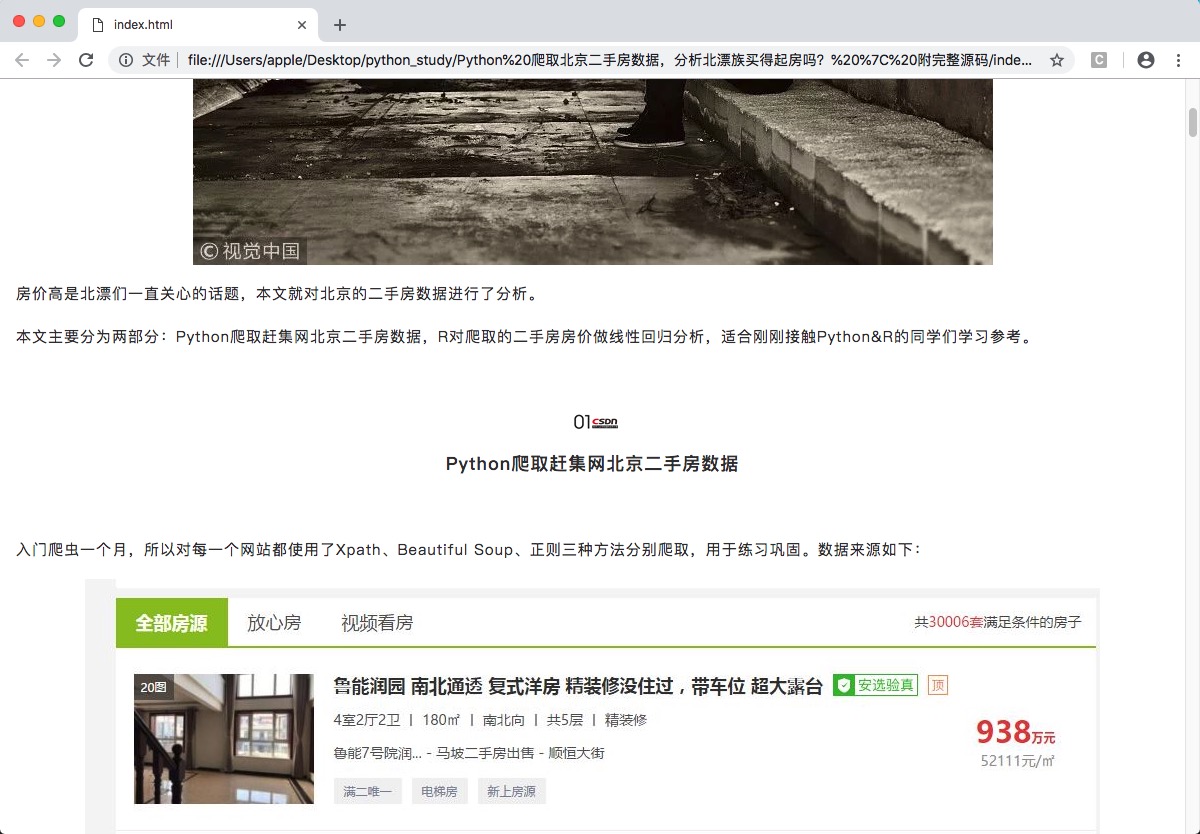 index.html
文件
file:///Users/apple/Desktop/python_study/Python%20爬取北京二手房数据，分析北漂族买得起房吗？%20%7C%20附完整源码/inde...
C
©视觉中国
房价高是北漂们一直关心的话题，本文就对北京的二手房数据进行了分析。
本文主要分为两部分：Python爬取赶集网北京二手房数据，R对爬取的二手房房价做线性回归分析，适合刚刚接触Python&R的同学们学习参考。
01 CSDN
Python爬取赶集网北京二手房数据
入门爬虫一个月，所以对每一个网站都使用了Xpath、Beautiful Soup、正则三种方法分别爬取，用于练习巩固。数据来源如下：
全部房源 放心房 视频看房 共30006套满足条件的房子
20图
鲁能润园 南北通透 复式洋房 精装修没住过，带车位 超大露台 安选验真 顶
4室2厅2卫 | 180㎡ | 南北向 | 共5层 | 精装修
938万元
鲁能7号院润... - 马坡二手房出售 - 顺恒大街
52111元/㎡
满二唯一 电梯房 新上房源